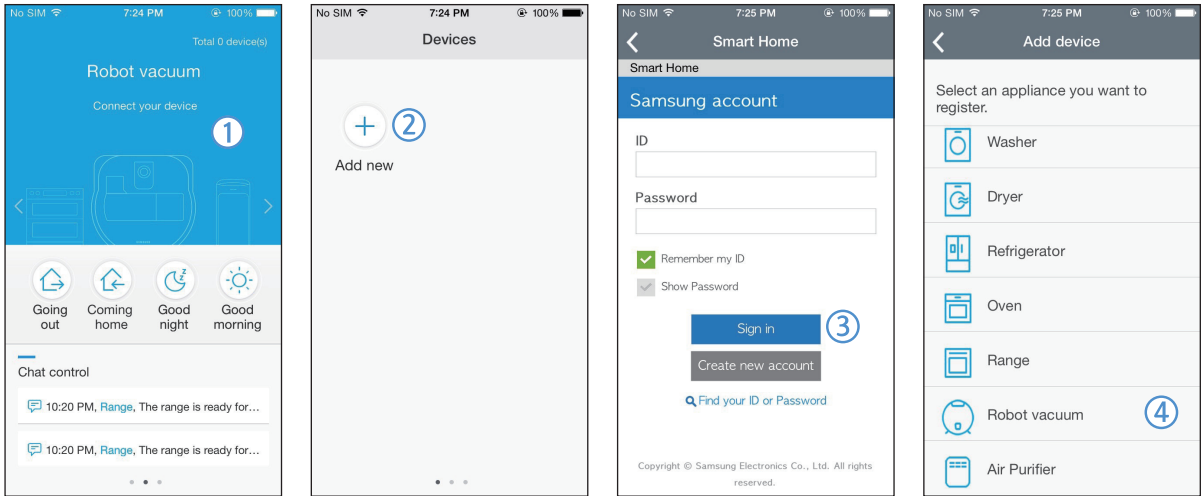 No SIM 7:24 PM 100%
Total 0 device(s)
Robot vacuum
Connect your device
1
Going out
Coming home
Good night
Good morning
Chat control
10:20 PM, Range, The range is ready for…
10:20 PM, Range, The range is ready for…
No SIM 7:24 PM 100%
Devices
2
Add new
No SIM 7:25 PM 100%
Smart Home
Smart Home
Samsung account
ID
Password
Remember my ID
Show Password
Sign in
3
Create new account
Find your ID or Password
Copyright © Samsung Electronics Co., Ltd. All rights
reserved.
No SIM 7:25 PM 100%
Add device
Select an appliance you want to
register.
Washer
Dryer
Refrigerator
Oven
Range
Robot vacuum
4
Air Purifier